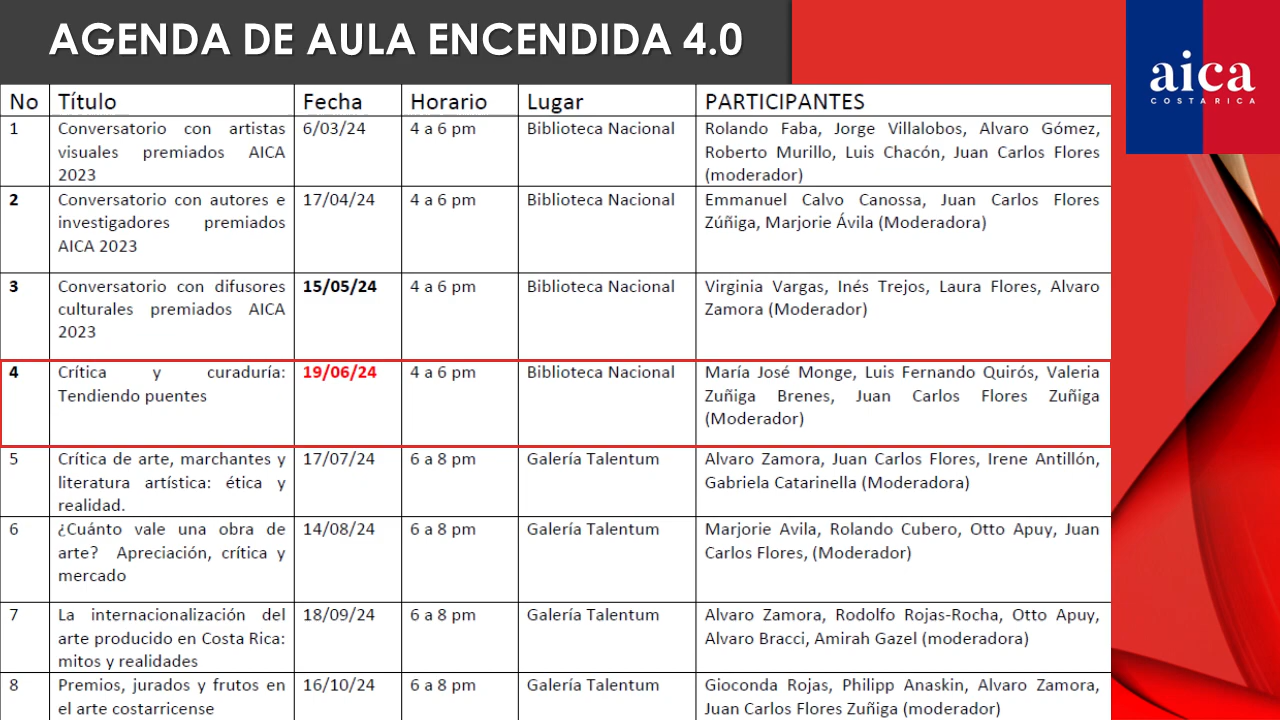 AGENDA DE AULA ENCENDIDA 4.0
aica
COSTA RICA
No Título Fecha Horario Lugar PARTICIPANTES
1 Conversatorio con artistas 6/03/24 4 a 6 pm Biblioteca Nacional Rolando Faba, Jorge Villalobos, Alvaro Gómez,
visuales premiados AICA Roberto Murillo, Luis Chacón, Juan Carlos Flores
2023 (moderador)
2 Conversatorio con autores e 17/04/24 4 a 6 pm Biblioteca Nacional Emmanuel Calvo Canossa, Juan Carlos Flores
investigadores premiados Zúñiga, Marjorie Ávila (Moderadora)
AICA 2023
3 Conversatorio con difusores 15/05/24 4 a 6 pm Biblioteca Nacional Virginia Vargas, Inés Trejos, Laura Flores, Alvaro
culturales premiados AICA Zamora (Moderador)
2023
4 Crítica y curaduría: 19/06/24 4 a 6 pm Biblioteca Nacional María José Monge, Luis Fernando Quirós, Valeria
Tendiendo puentes Zuñiga Brenes, Juan Carlos Flores Zuñiga
(Moderador)
5 Crítica de arte, marchantes y 17/07/24 6 a 8 pm Galería Talentum Alvaro Zamora, Juan Carlos Flores, Irene Antillón,
literatura artística: ética y Gabriela Catarinella (Moderadora)
realidad.
6 ¿Cuánto vale una obra de 14/08/24 6 a 8 pm Galería Talentum Marjorie Avila, Rolando Cubero, Otto Apuy, Juan
arte? Apreciación, crítica y Carlos Flores, (Moderador)
mercado
7 La internacionalización del 18/09/24 6 a 8 pm Galería Talentum Alvaro Zamora, Rodolfo Rojas-Rocha, Otto Apuy,
arte producido en Costa Rica: Alvaro Bracci, Amirah Gazel (moderadora)
mitos y realidades
8 Premios, jurados y frutos en 16/10/24 6 a 8 pm Galería Talentum Gioconda Rojas, Philipp Anaskin, Alvaro Zamora,
el arte costarricense Juan Carlos Flores Zuñiga (moderador)